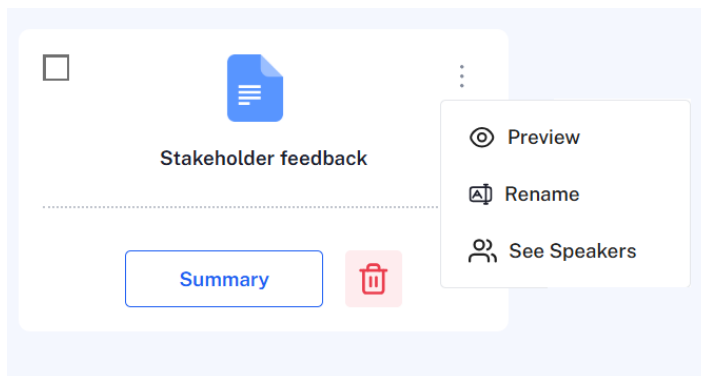 Stakeholder feedback
Preview
Rename
See Speakers
Summary